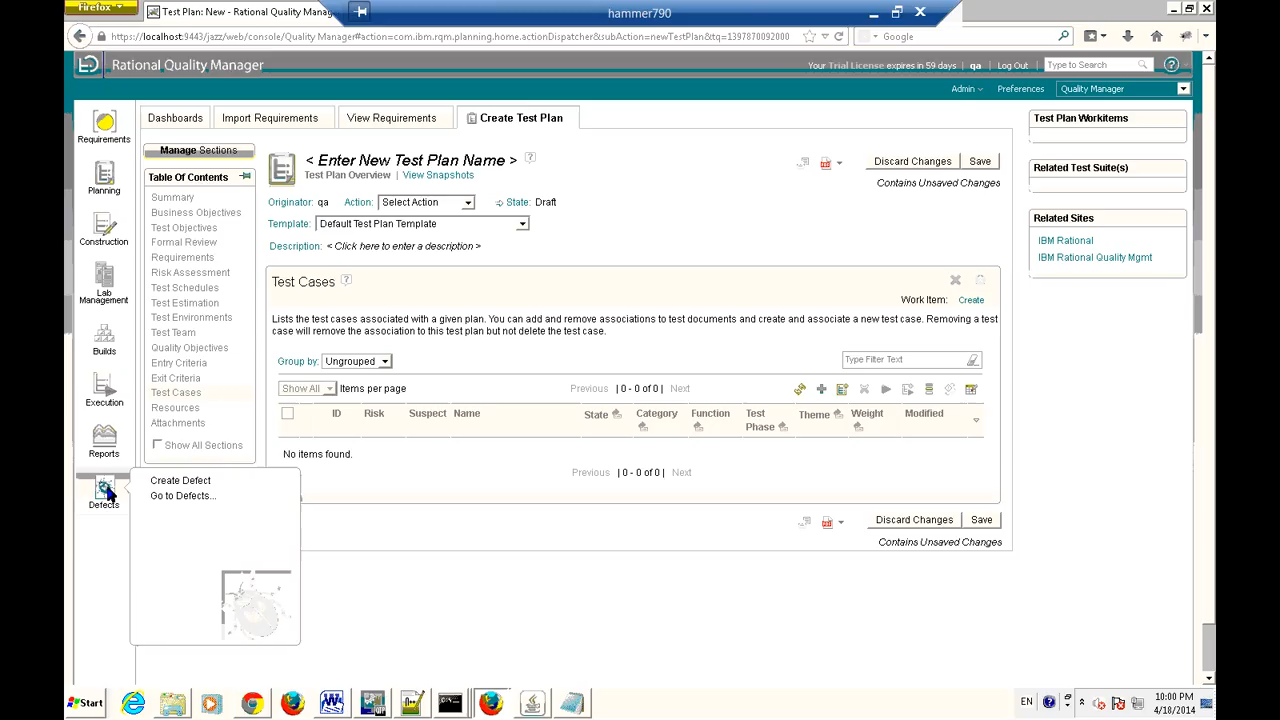 Firefox
Test Plan: New - Rational Quality Manag
hammer790
https://localhost:9443/jazz/web/console/Quality Manager#action=com.ibm.rqm.planning.home.actionDispatcher&subAction=newTestPlan&ttq=1397870092000
Google
Rational Quality Manager
Your Trial License expires in 59 days
qa
Log Out
Type to Search
Admin
Preferences
Quality Manager
Dashboards
Import Requirements
View Requirements
Create Test Plan
Requirements
Planning
Construction
Lab
Management
Builds
Execution
Reports
Defects
Manage Sections
Table Of Contents
Summary
Business Objectives
Test Objectives
Formal Review
Requirements
Risk Assessment
Test Schedules
Test Estimation
Test Environments
Test Team
Quality Objectives
Entry Criteria
Exit Criteria
Test Cases
Resources
Attachments
Show All Sections
Create Defect
Go to Defects...
< Enter New Test Plan Name >
Test Plan Overview
View Snapshots
Discard Changes
Save
Contains Unsaved Changes
Originator: qa
Action: Select Action
State: Draft
Template: Default Test Plan Template
Description: < Click here to enter a description >
Test Cases
Work Item: Create
Lists the test cases associated with a given plan. You can add and remove associations to test documents and create and associate a new test case. Removing a test
case will remove the association to this test plan but not delete the test case.
Group by: Ungrouped
Type Filter Text
Show All
Items per page
Previous | 0 - 0 of 0 | Next
ID
Risk
Suspect
Name
State
Category
Function
Test
Phase
Theme
Weight
Modified
No items found.
Previous | 0 - 0 of 0 | Next
Discard Changes
Save
Contains Unsaved Changes
Test Plan Workitems
Related Test Suite(s)
Related Sites
IBM Rational
IBM Rational Quality Mgmt
Start
EN
10:00 PM
4/18/2014